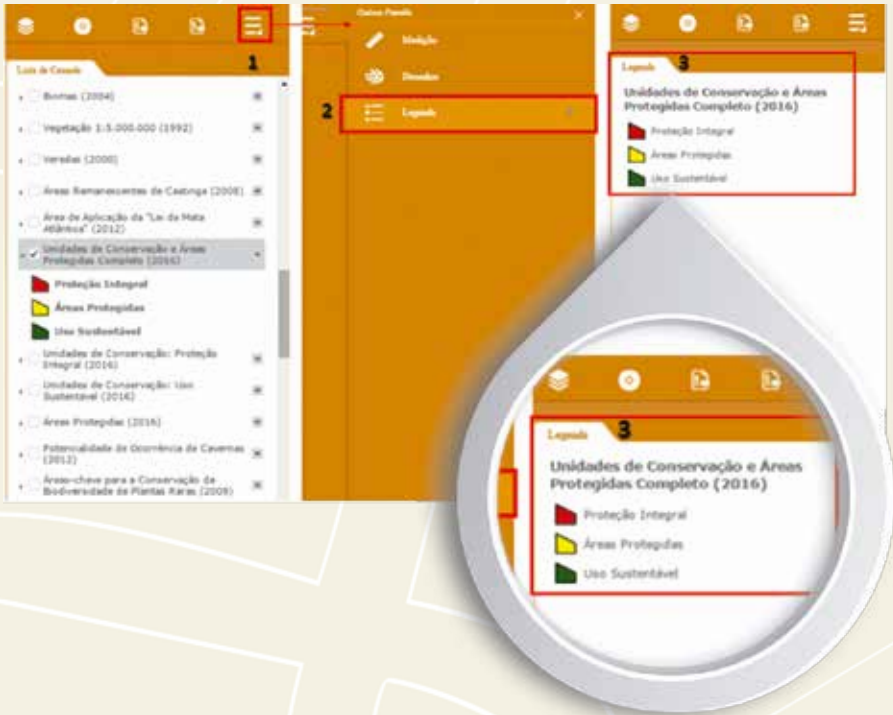 1
Lista de Camadas
Biomas (2004)
Vegetação 1:5.000.000 (1992)
Veredas (2000)
Áreas Remanescentes de Caatinga (2008)
Área de Aplicação da "Lei da Mata
Atlântica" (2012)
Unidades de Conservação e Áreas
Protegidas Completo (2016)
Proteção Integral
Áreas Protegidas
Uso Sustentável
Unidades de Conservação: Proteção
Integral (2016)
Unidades de Conservação: Uso
Sustentável (2016)
Áreas Protegidas (2016)
Potencialidade de Ocorrência de Cavernas
(2012)
Áreas-chave para a Conservação da
Biodiversidade de Plantas Raras (2009)
Outros Painéis
Medição
Desenhos
2
Legenda
Legenda
3
Unidades de Conservação e Áreas
Protegidas Completo (2016)
Proteção Integral
Áreas Protegidas
Uso Sustentável
Legenda
3
Unidades de Conservação e Áreas
Protegidas Completo (2016)
Proteção Integral
Áreas Protegidas
Uso Sustentável